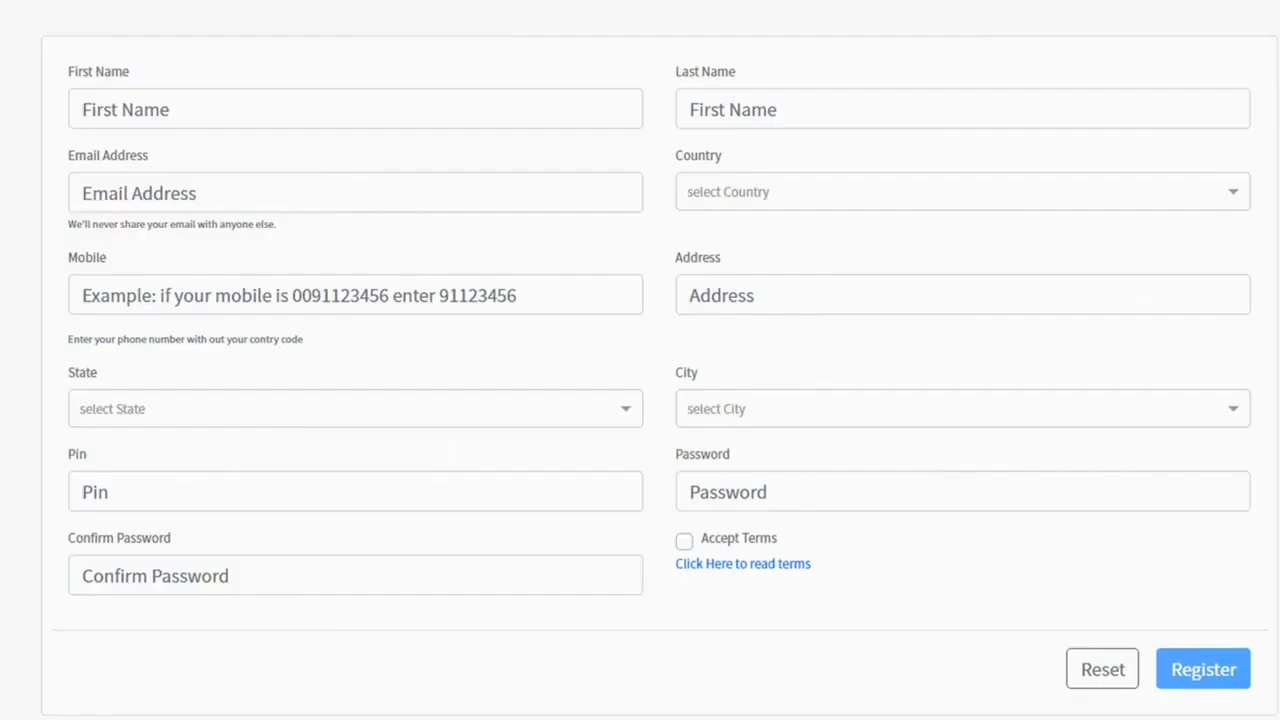 First Name
Last Name
First Name
First Name
Email Address
Country
Email Address
select Country
We'll never share your email with anyone else.
Mobile
Address
Example: if your mobile is 0091123456 enter 91123456
Address
Enter your phone number with out your contry code
State
City
select State
select City
Pin
Password
Pin
Password
Confirm Password
Accept Terms
Click Here to read terms
Confirm Password
Reset
Register